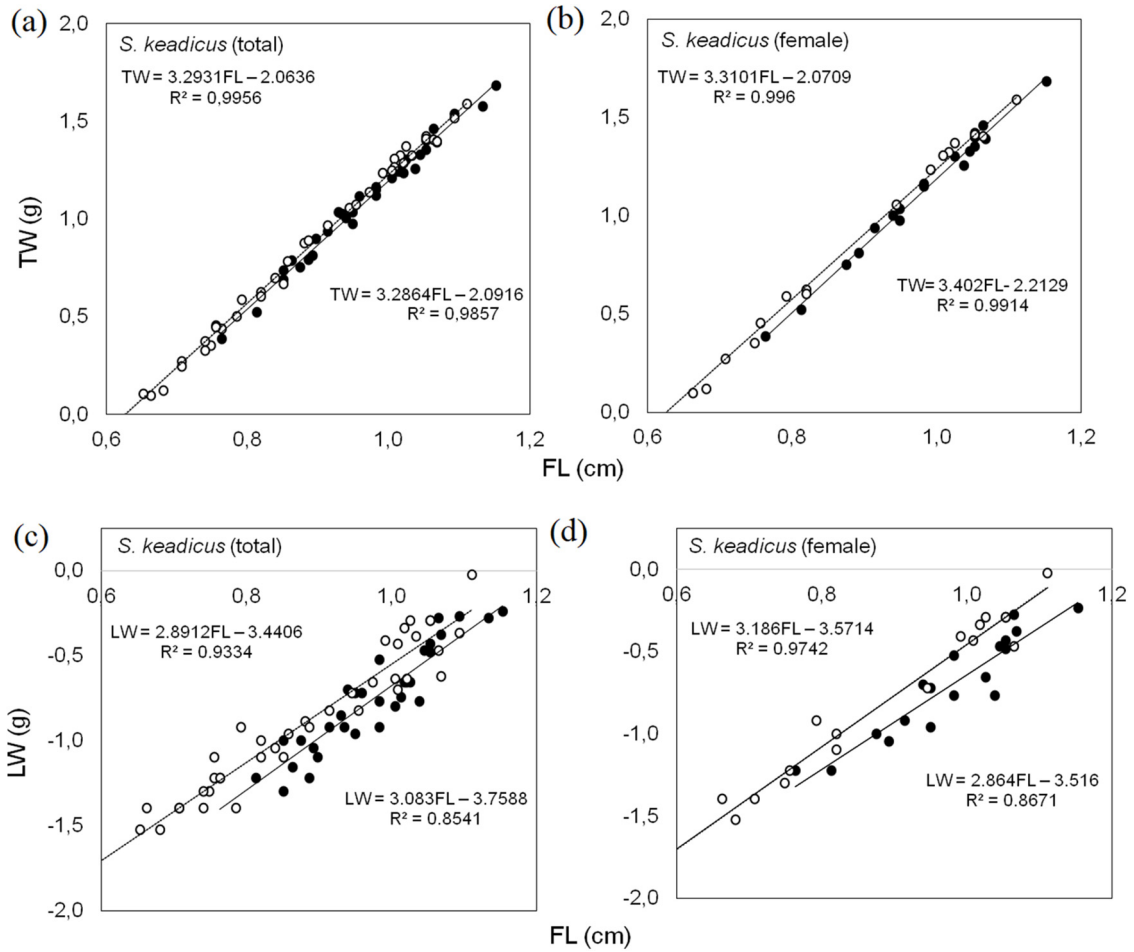 (a)
2,0
1,5
1,0
0,5
0,0
TW (g)
S. keadicus (total)
TW = 3.2931FL – 2.0636
R² = 0,9956
TW = 3.2864FL – 2.0916
R² = 0,9857
0,6 0,8 1,0 1,2
(b)
2,0
1,5
1,0
0,5
0,0
S. keadicus (female)
TW = 3.3101FL – 2.0709
R² = 0.996
TW = 3.402FL - 2.2129
R² = 0.9914
0,6 0,8 1,0 1,2
FL (cm)
(c)
0,0
-0,5
-1,0
-1,5
-2,0
LW (g)
S. keadicus (total)
0,6 0,8 1,0 1,2
LW = 2.8912FL – 3.4406
R² = 0.9334
LW = 3.083FL – 3.7588
R² = 0.8541
(d)
0,0
-0,5
-1,0
-1,5
-2,0
S. keadicus (female)
0,6 0,8 1,0 1,2
LW = 3.186FL – 3.5714
R² = 0.9742
LW = 2.864FL – 3.516
R² = 0.8671
FL (cm)